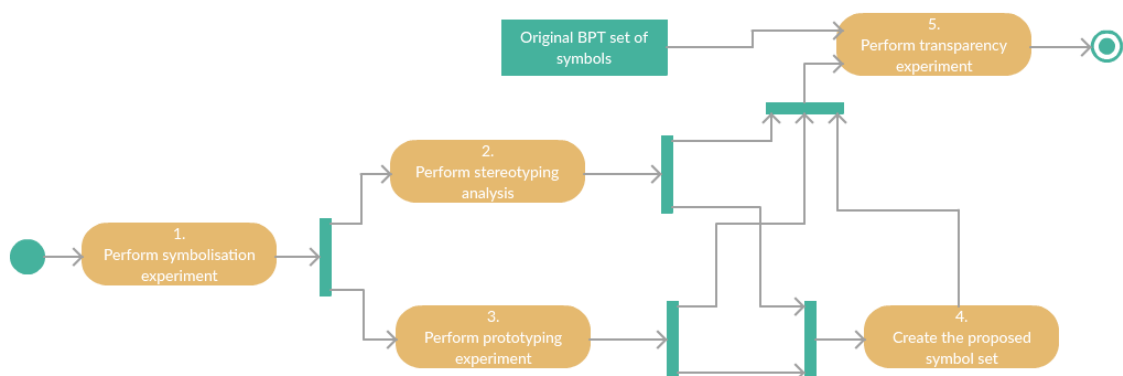 Original BPT set of
symbols
5.
Perform transparency
experiment
2.
Perform stereotyping
analysis
1.
Perform symbolisation
experiment
3.
Perform prototyping
experiment
4.
Create the proposed
symbol set